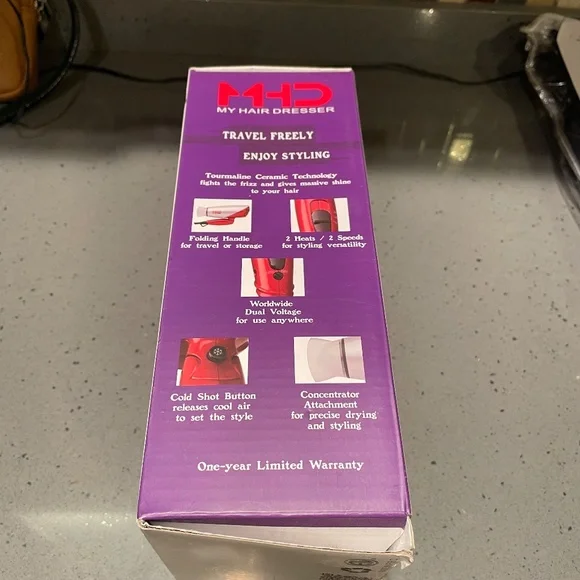 MHD
MY HAIR DRESSER
TRAVEL FREELY
ENJOY STYLING
Tourmaline Ceramic Technology
fights the frizz and gives massive shine
to your hair
Folding Handle
for travel or storage
2 Heats / 2 Speeds
for styling versatility
Worldwide
Dual Voltage
for use anywhere
Cold Shot Button
releases cool air
to set the style
Concentrator
Attachment
for precise drying
and styling
One-year Limited Warranty